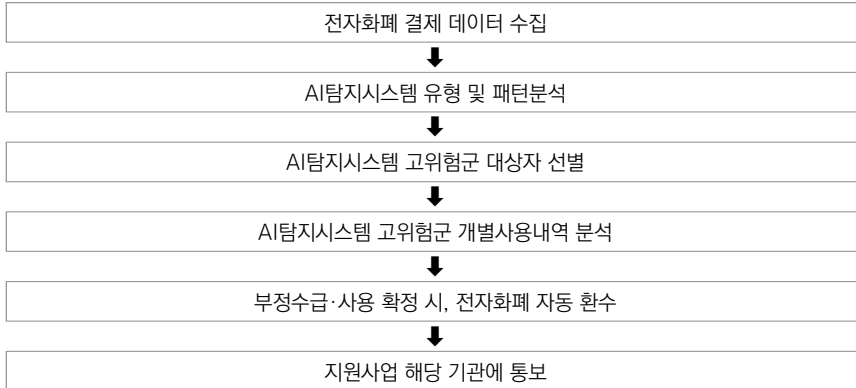 전자화폐 결제 데이터 수집
AI탐지시스템 유형 및 패턴분석
AI탐지시스템 고위험군 대상자 선별
AI탐지시스템 고위험군 개별사용내역 분석
부정수급·사용 확정 시, 전자화폐 자동 환수
지원사업 해당 기관에 통보